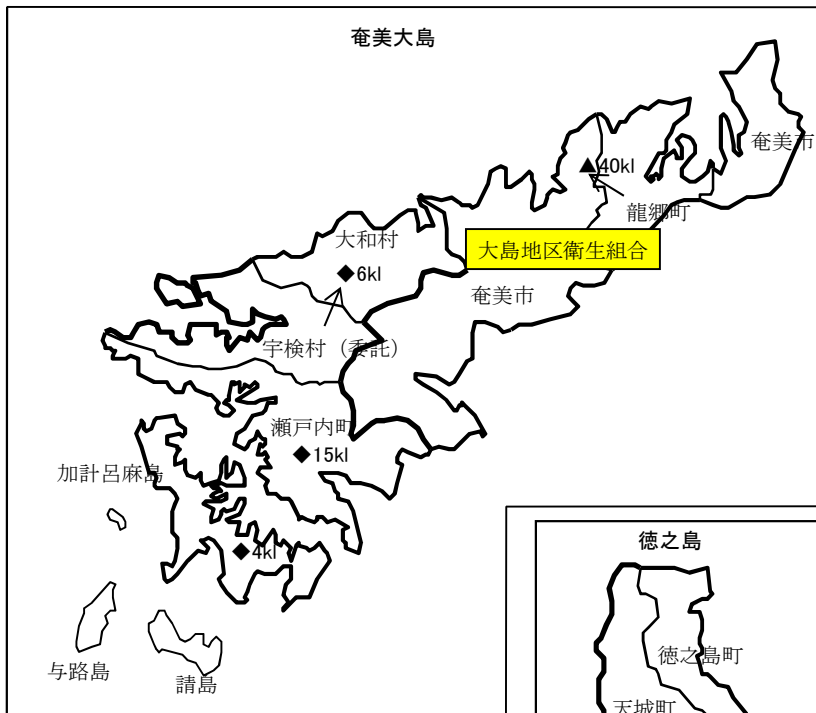 奄美大島
奄美市
▲40kl
龍郷町
大和村
大島地区衛生組合
◆6kl
奄美市
宇検村（委託）
瀬戸内町
◆15kl
加計呂麻島
◆4kl
与路島
請島
徳之島
徳之島町
天城町